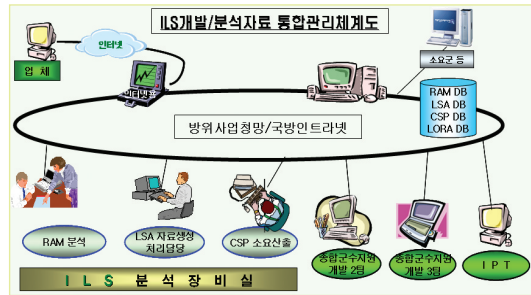 ILS개발/분석자료 통합관리체계도
인터넷
업 체
소요군 등
인터넷용
RAM DB
LSA DB
CSP DB
LORA DB
방위사업청망/국방인트라넷
RAM 분석
LSA 자료생성
처리담당
CSP 소요산출
종합군수지원
개발 2팀
종합군수지원
개발 3팀
I P T
I L S 분 석 장 비 실